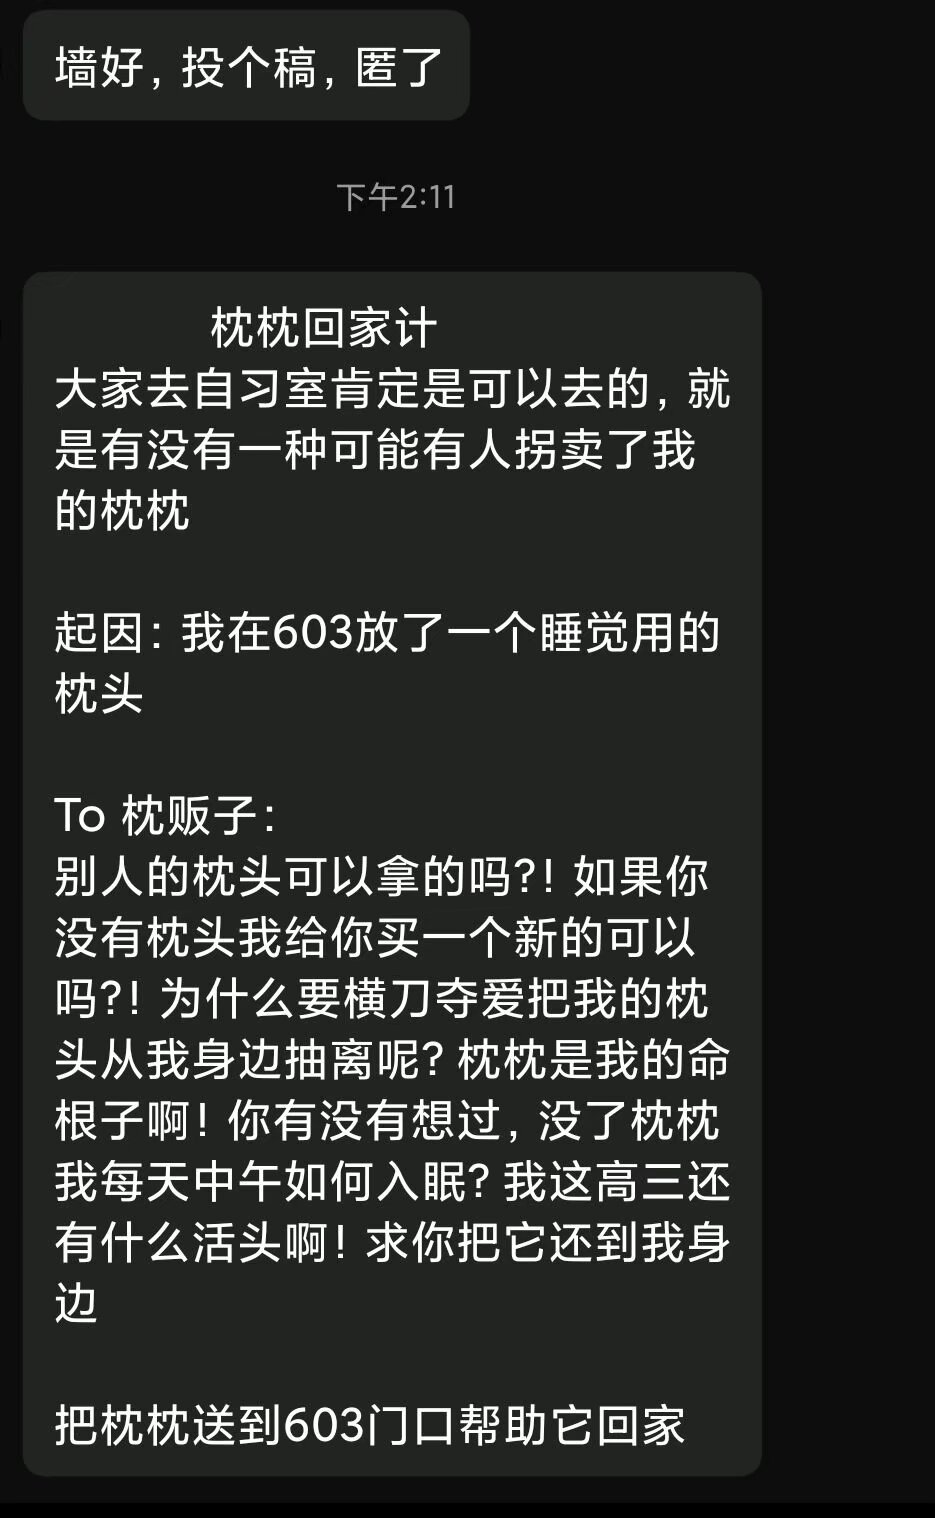 墙好，投个稿，匿了
下午2:11
枕枕回家计
大家去自习室肯定是可以去的，就
是有没有一种可能有人拐卖了我
的枕枕
起因：我在603放了一个睡觉用的
枕头
To 枕贩子：
别人的枕头可以拿的吗？！如果你
没有枕头我给你买一个新的可以
吗？！为什么要横刀夺爱把我的枕
头从我身边抽离呢？枕枕是我的命
根子啊！你有没有想过，没了枕枕
我每天中午如何入眠？我这高三还
有什么活头啊！求你把它还到我身
边
把枕枕送到603门口帮助它回家